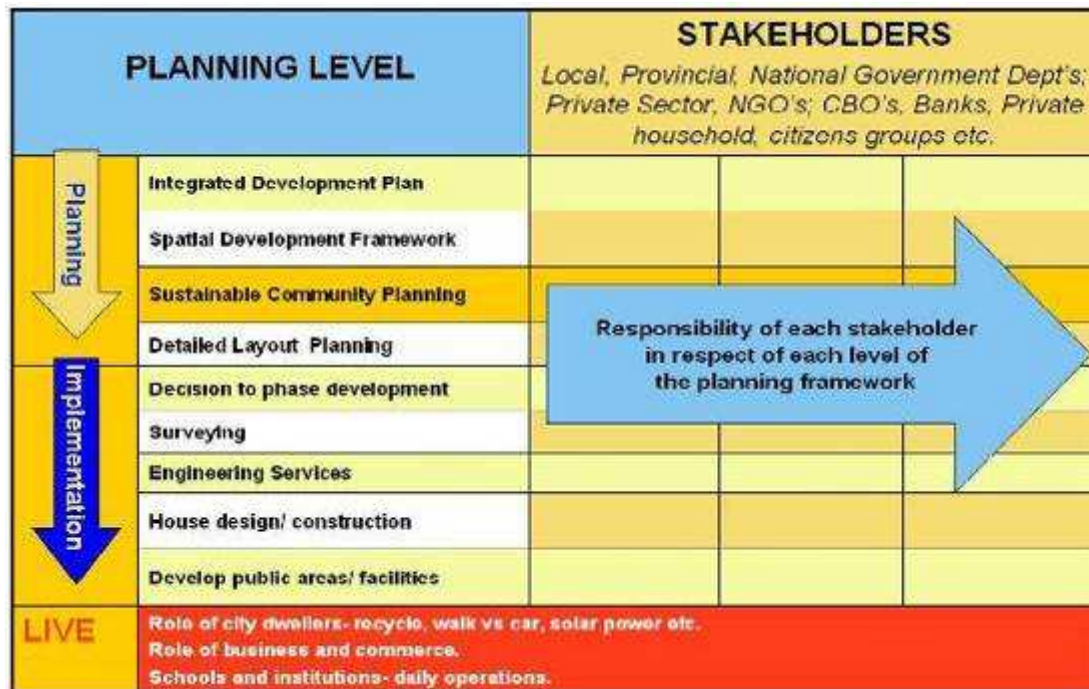 PLANNING LEVEL
STAKEHOLDERS
Local, Provincial, National Government Dept's;
Private Sector, NGO's; CBO's, Banks, Private
household, citizens groups etc.
Planning
Integrated Development Plan
Spatial Development Framework
Sustainable Community Planning
Detailed Layout Planning
Responsibility of each stakeholder
in respect of each level of
the planning framework
Implementation
Decision to phase development
Surveying
Engineering Services
House design/ construction
Develop public areas/ facilities
LIVE
Role of city dwellers- recycle, walk vs car, solar power etc.
Role of business and commerce.
Schools and institutions- daily operations.